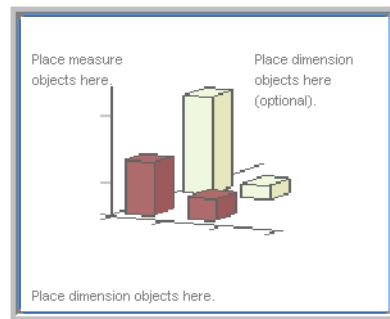 Place measure
objects here.
Place dimension
objects here
(optional).
Place dimension objects here.